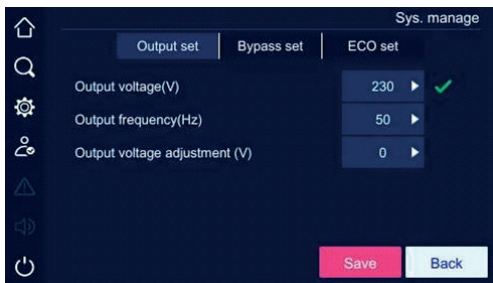 Sys. manage
Output set Bypass set ECO set
Output voltage(V) 230
Output frequency(Hz) 50
Output voltage adjustment (V) 0
Save Back